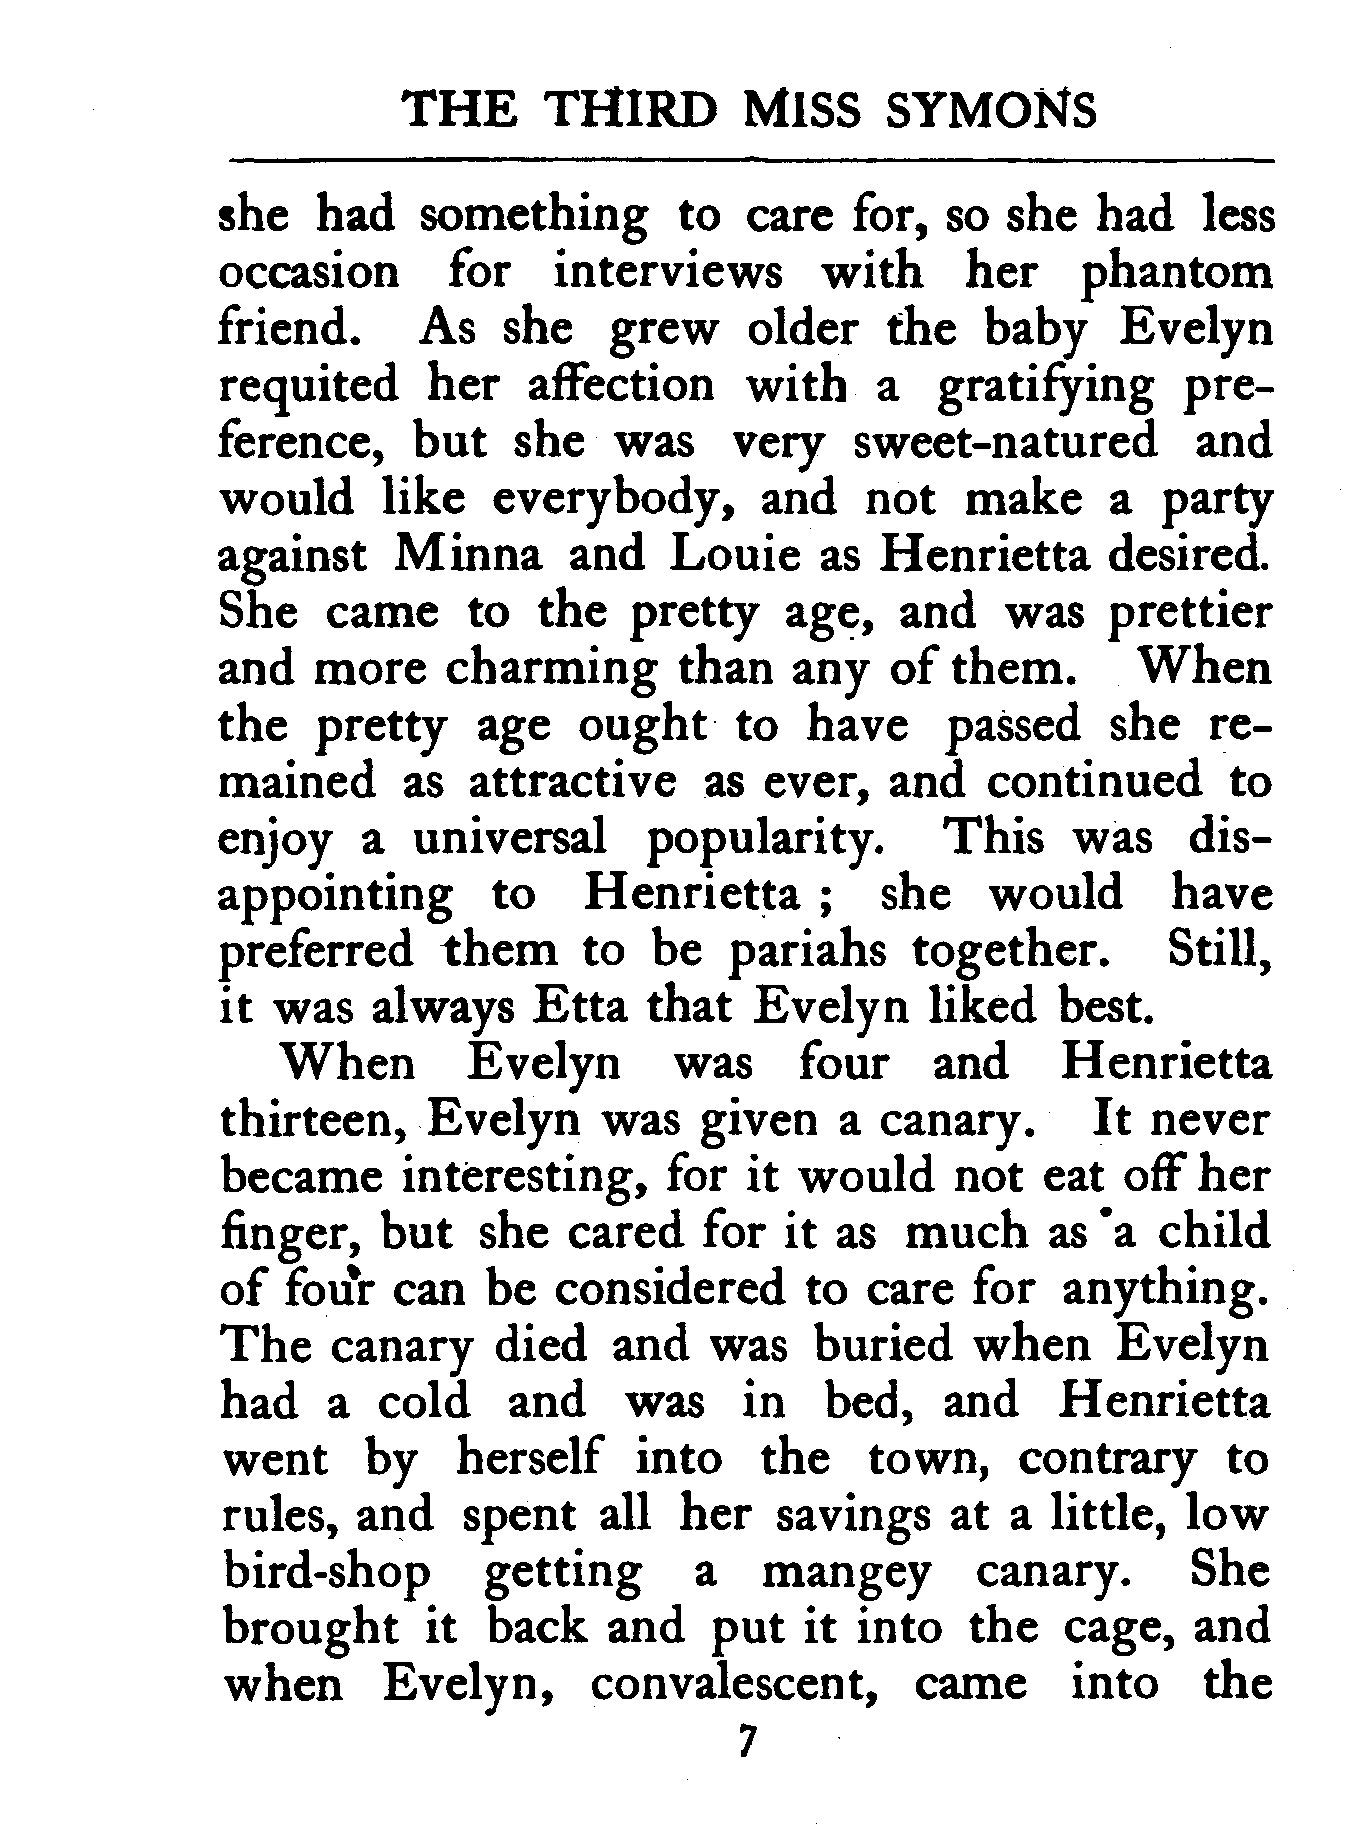 THE THIRD MISS SYMONS
she had something to care for, so she had less
occasion for interviews with her phantom
friend. As she grew older the baby Evelyn
requited her affection with a gratifying pre-
ference, but she was very sweet-natured and
would like everybody, and not make a party
against Minna and Louie as Henrietta desired.
She came to the pretty age, and was prettier
and more charming than any of them. When
the pretty age ought to have passed she re-
mained as attractive as ever, and continued to
enjoy a universal popularity. This was dis-
appointing to Henrietta ; she would have
preferred them to be pariahs together. Still,
it was always Etta that Evelyn liked best.
When Evelyn was four and Henrietta
thirteen, Evelyn was given a canary. It never
became interesting, for it would not eat off her
finger, but she cared for it as much as a child
of four can be considered to care for anything.
The canary died and was buried when Evelyn
had a cold and was in bed, and Henrietta
went by herself into the town, contrary to
rules, and spent all her savings at a little, low
bird-shop getting a mangey canary. She
brought it back and put it into the cage, and
when Evelyn, convalescent, came into the
7